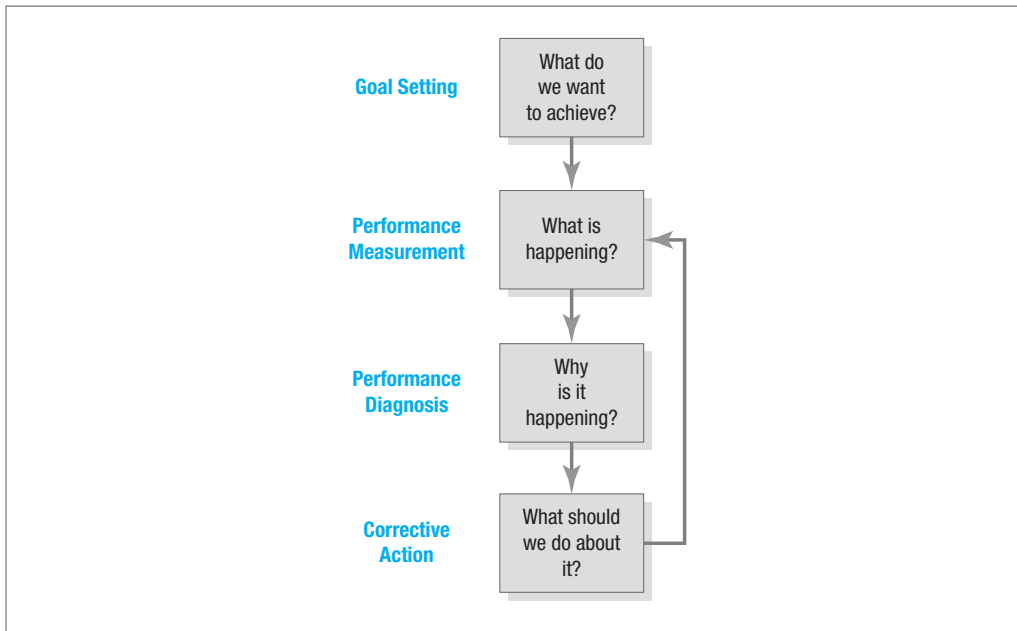 Goal Setting
What do
we want
to achieve?
Performance
Measurement
What is
happening?
Performance
Diagnosis
Why
is it
happening?
Corrective
Action
What should
we do about
it?